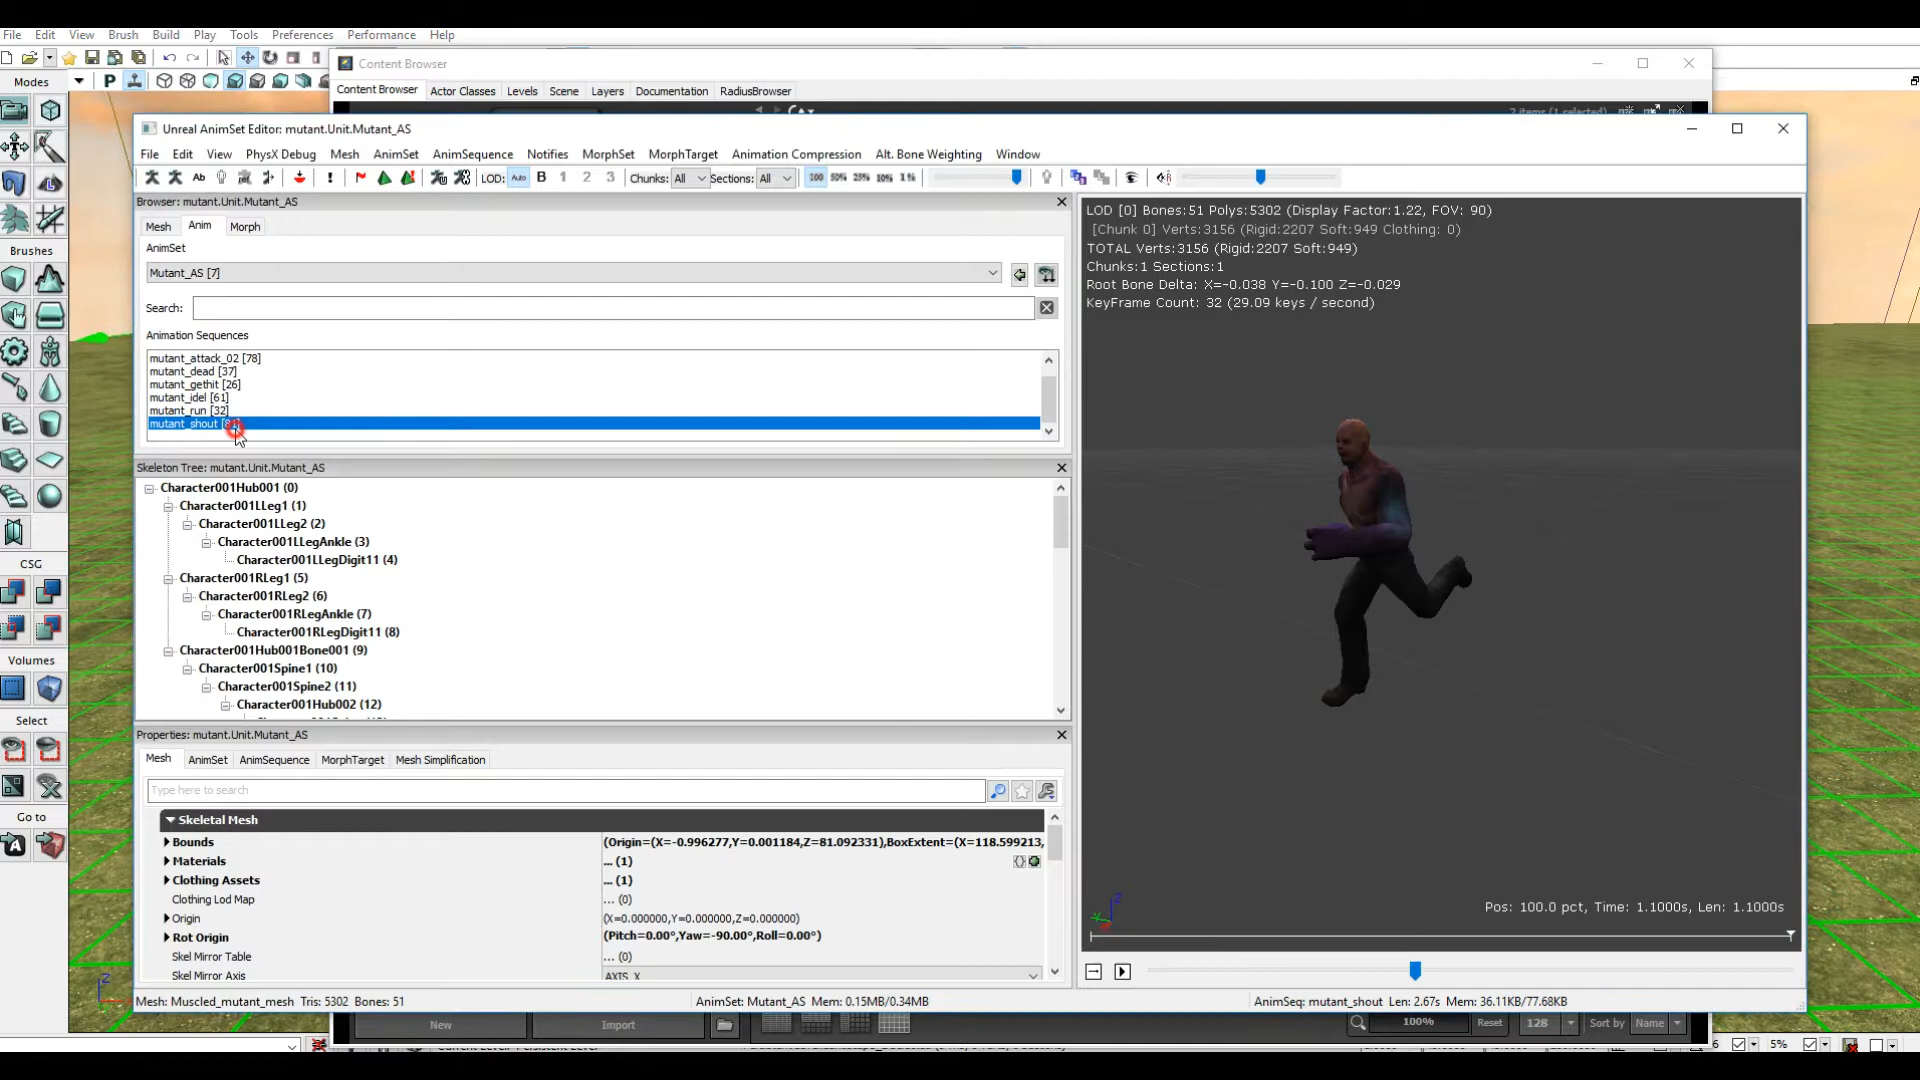 File Edit View Brush Build Play Tools Preferences Performance Help
Content Browser
Modes
P
Content Browser Actor Classes Levels Scene Layers Documentation RadiusBrowser
2 items (1 selected)
Unreal AnimSet Editor: mutant.Unit.Mutant_AS
File Edit View PhysX Debug Mesh AnimSet AnimSequence Notifies MorphSet MorphTarget Animation Compression Alt. Bone Weighting Window
Ab LOD: Auto B 1 2 3 Chunks: All Sections: All 100 50% 25% 10% 1%
Browser: mutant.Unit.Mutant_AS
Mesh Anim Morph
AnimSet
Mutant_AS [7]
Search:
Animation Sequences
mutant_attack_02 [78]
mutant_dead [37]
mutant_gethit [26]
mutant_idel [61]
mutant_run [32]
mutant_shout
Skeleton Tree: mutant.Unit.Mutant_AS
Character001Hub001 (0)
Character001LLeg1 (1)
Character001LLeg2 (2)
Character001LLegAnkle (3)
Character001LLegDigit11 (4)
Character001RLeg1 (5)
Character001RLeg2 (6)
Character001RLegAnkle (7)
Character001RLegDigit11 (8)
Character001Hub001Bone001 (9)
Character001Spine1 (10)
Character001Spine2 (11)
Character001Hub002 (12)
Properties: mutant.Unit.Mutant_AS
Mesh AnimSet AnimSequence MorphTarget Mesh Simplification
Type here to search
Skeletal Mesh
Bounds (Origin=(X=-0.996277,Y=0.001184,Z=81.092331),BoxExtent=(X=118.599213,
Materials ... (1)
Clothing Assets ... (1)
Clothing Lod Map ... (0)
Origin (X=0.000000,Y=0.000000,Z=0.000000)
Rot Origin (Pitch=0.00°,Yaw=-90.00°,Roll=0.00°)
Skel Mirror Table ... (0)
Skel Mirror Axis AXIS_X
LOD [0] Bones:51 Polys:5302 (Display Factor:1.22, FOV: 90)
[Chunk 0] Verts:3156 (Rigid:2207 Soft:949 Clothing: 0)
TOTAL Verts:3156 (Rigid:2207 Soft:949)
Chunks:1 Sections:1
Root Bone Delta: X=-0.038 Y=-0.100 Z=-0.029
KeyFrame Count: 32 (29.09 keys / second)
Z
Pos: 100.0 pct, Time: 1.1000s, Len: 1.1000s
Mesh: Muscled_mutant_mesh Tris: 5302 Bones: 51 AnimSet: Mutant_AS Mem: 0.15MB/0.34MB AnimSeq: mutant_shout Len: 2.67s Mem: 36.11KB/77.68KB
Brushes
CSG
Volumes
Select
Go to
Z
New Import 100% Reset 128 Sort by Name
5%